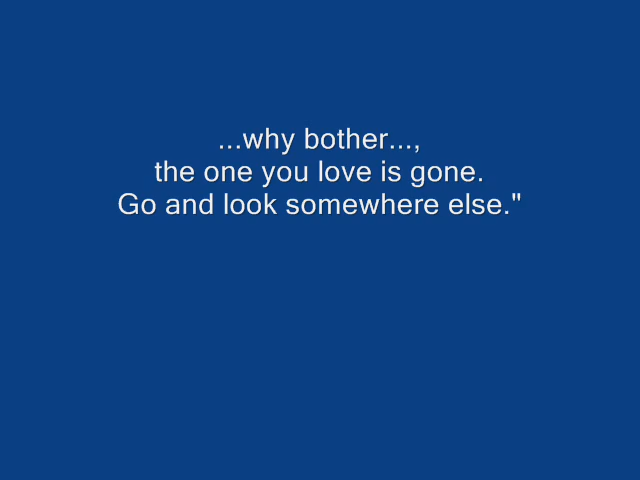 ...why bother...,
the one you love is gone.
Go and look somewhere else."